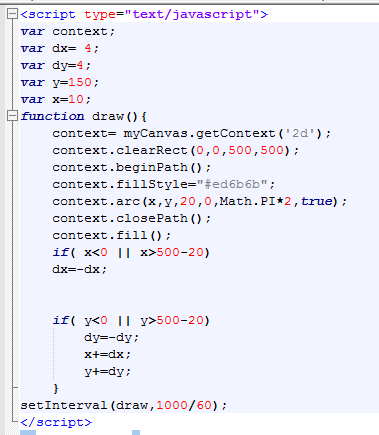 <script type="text/javascript">
var context;
var dx= 4;
var dy=4;
var y=150;
var x=10;
function draw(){
    context= myCanvas.getContext('2d');
    context.clearRect(0,0,500,500);
    context.beginPath();
    context.fillStyle="#ed6b6b";
    context.arc(x,y,20,0,Math.PI*2,true);
    context.closePath();
    context.fill();
    if( x<0 || x>500-20)
    dx=-dx;
    if( y<0 || y>500-20)
        dy=-dy;
        x+=dx;
        y+=dy;
    }
setInterval(draw,1000/60);
</script>